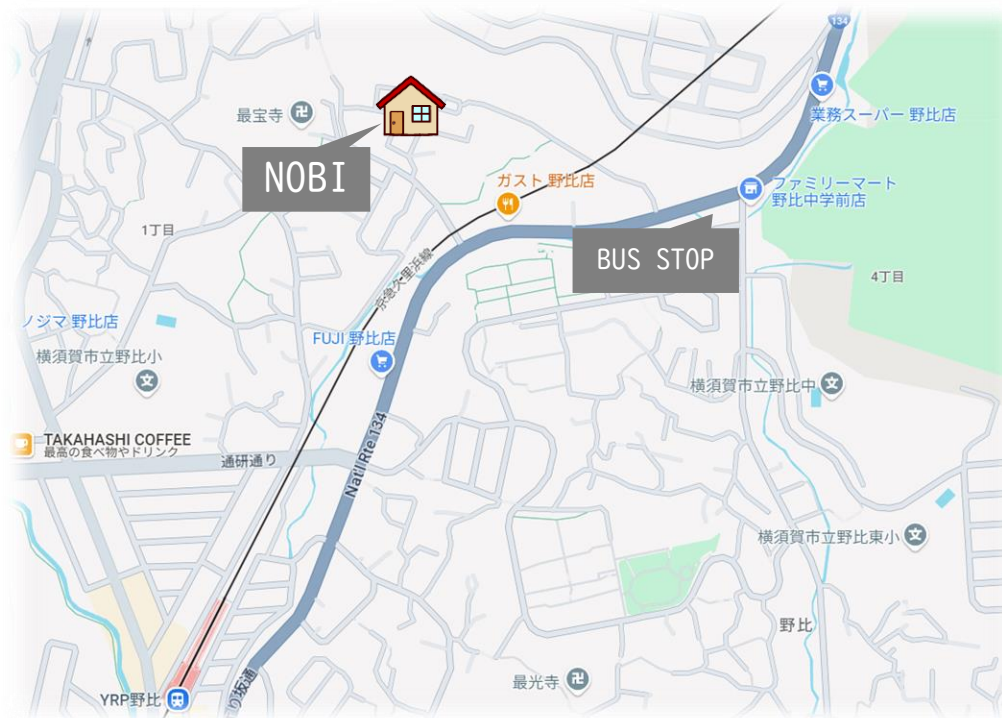 134
業務スーパー 野比店
最宝寺
NOBI
ガスト 野比店
ファミリーマート
野比中学前店
1丁目
BUS STOP
京急久里浜線
4丁目
ノジマ 野比店
FUJI 野比店
横須賀市立野比小
横須賀市立野比中
TAKAHASHI COFFEE
最高の食べ物やドリンク
通研通り
Nat'l Rte 134
横須賀市立野比東小
野比
最光寺
YRP野比
り坂通